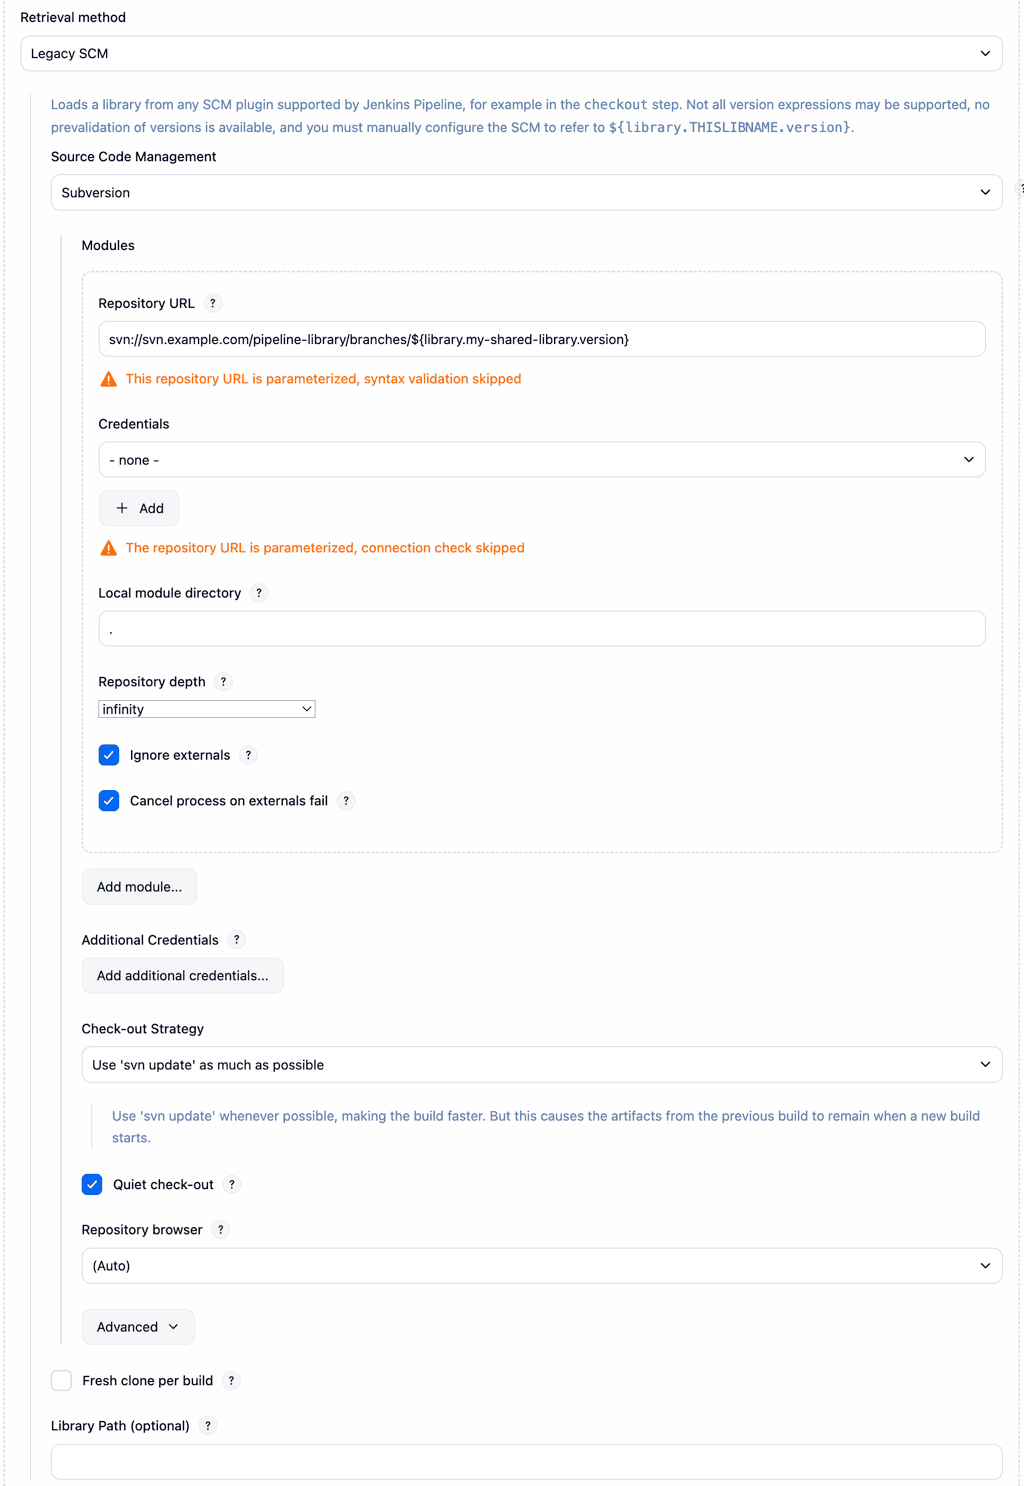 Retrieval method
Legacy SCM
Loads a library from any SCM plugin supported by Jenkins Pipeline, for example in the checkout step. Not all version expressions may be supported, no
prevalidation of versions is available, and you must manually configure the SCM to refer to ${library.THISLIBNAME.version}.
Source Code Management
Subversion
?
Modules
Repository URL ?
svn://svn.example.com/pipeline-library/branches/${library.my-shared-library.version}
This repository URL is parameterized, syntax validation skipped
Credentials
- none -
+ Add
The repository URL is parameterized, connection check skipped
Local module directory ?
.
Repository depth ?
infinity
Ignore externals ?
Cancel process on externals fail ?
Add module...
Additional Credentials ?
Add additional credentials...
Check-out Strategy
Use 'svn update' as much as possible
Use 'svn update' whenever possible, making the build faster. But this causes the artifacts from the previous build to remain when a new build
starts.
Quiet check-out ?
Repository browser ?
(Auto)
Advanced
Fresh clone per build ?
Library Path (optional) ?